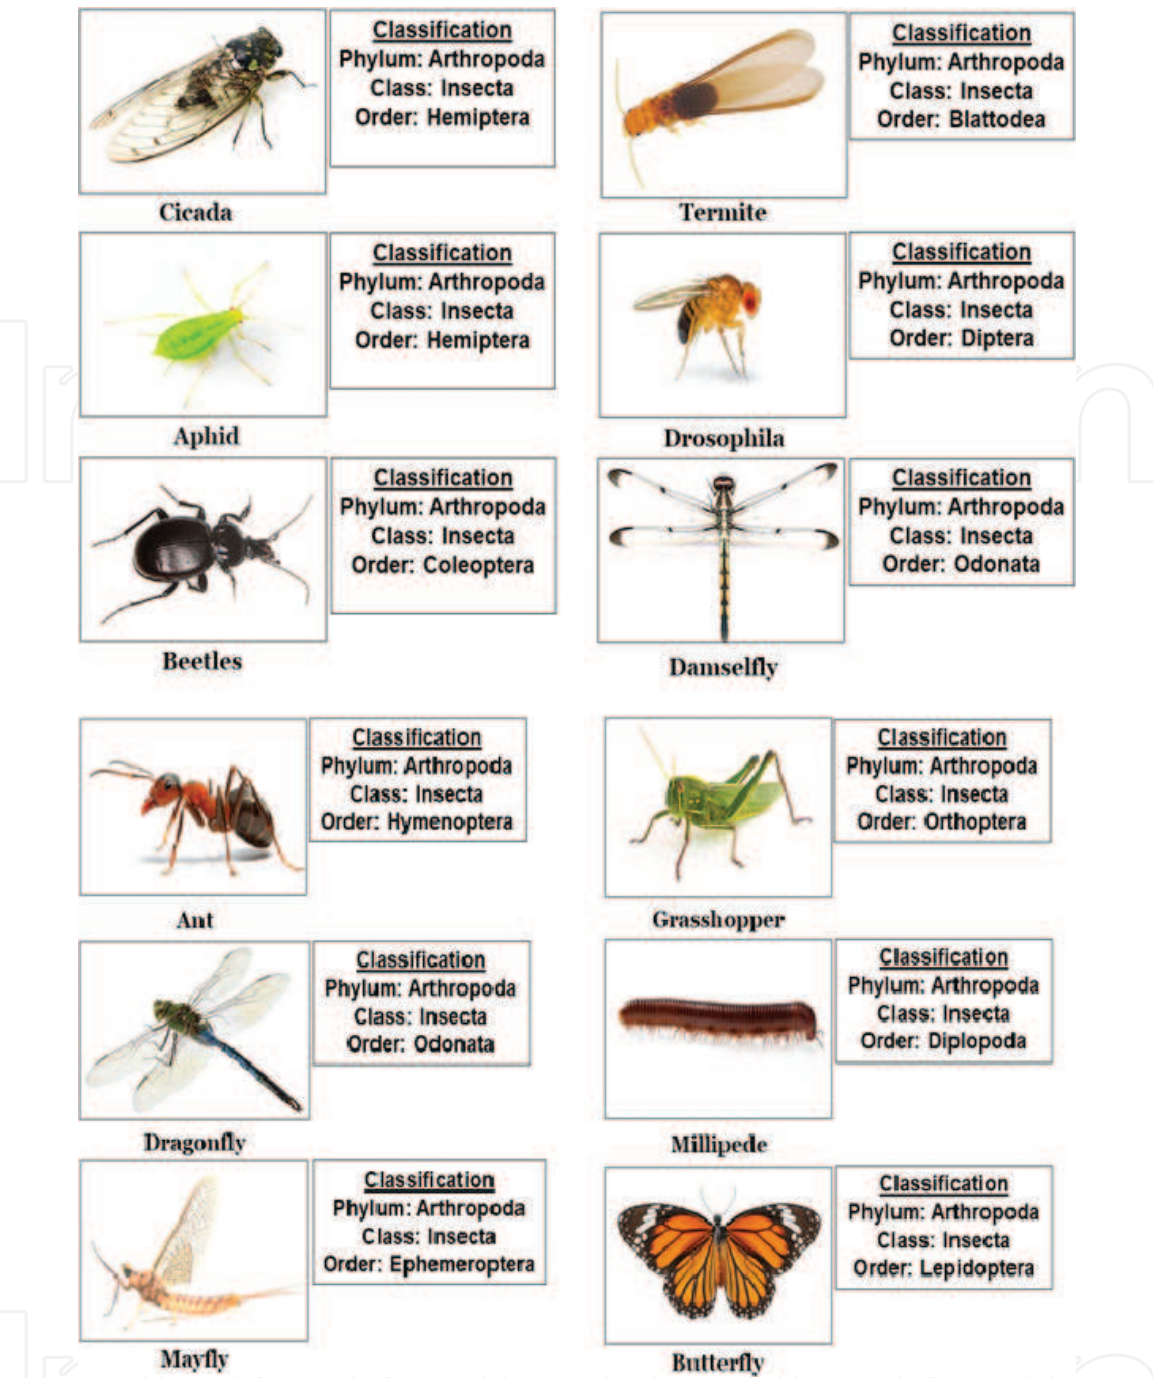 Classification
Phylum: Arthropoda
Class: Insecta
Order: Hemiptera
Cicada
Classification
Phylum: Arthropoda
Class: Insecta
Order: Blattodea
Termite
Classification
Phylum: Arthropoda
Class: Insecta
Order: Hemiptera
Aphid
Classification
Phylum: Arthropoda
Class: Insecta
Order: Diptera
Drosophila
Classification
Phylum: Arthropoda
Class: Insecta
Order: Coleoptera
Beetles
Classification
Phylum: Arthropoda
Class: Insecta
Order: Odonata
Damselfly
Classification
Phylum: Arthropoda
Class: Insecta
Order: Hymenoptera
Ant
Classification
Phylum: Arthropoda
Class: Insecta
Order: Orthoptera
Grasshopper
Classification
Phylum: Arthropoda
Class: Insecta
Order: Odonata
Dragonfly
Classification
Phylum: Arthropoda
Class: Insecta
Order: Diplopoda
Millipede
Classification
Phylum: Arthropoda
Class: Insecta
Order: Ephemeroptera
Mayfly
Classification
Phylum: Arthropoda
Class: Insecta
Order: Lepidoptera
Butterfly